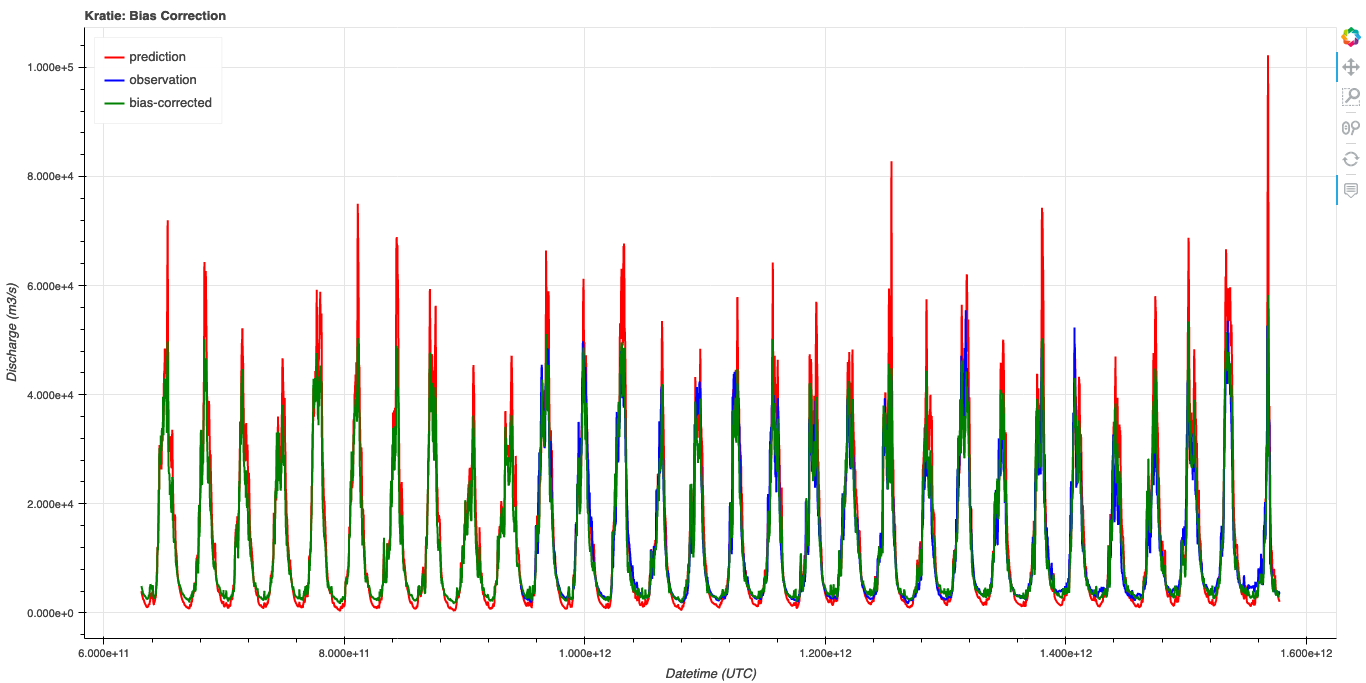 Kratie: Bias Correction
prediction
observation
bias-corrected
Discharge (m3/s)
1.000e+5
8.000e+4
6.000e+4
4.000e+4
2.000e+4
0.000e+0
6.000e+11 8.000e+11 1.000e+12 1.200e+12 1.400e+12 1.600e+12
Datetime (UTC)